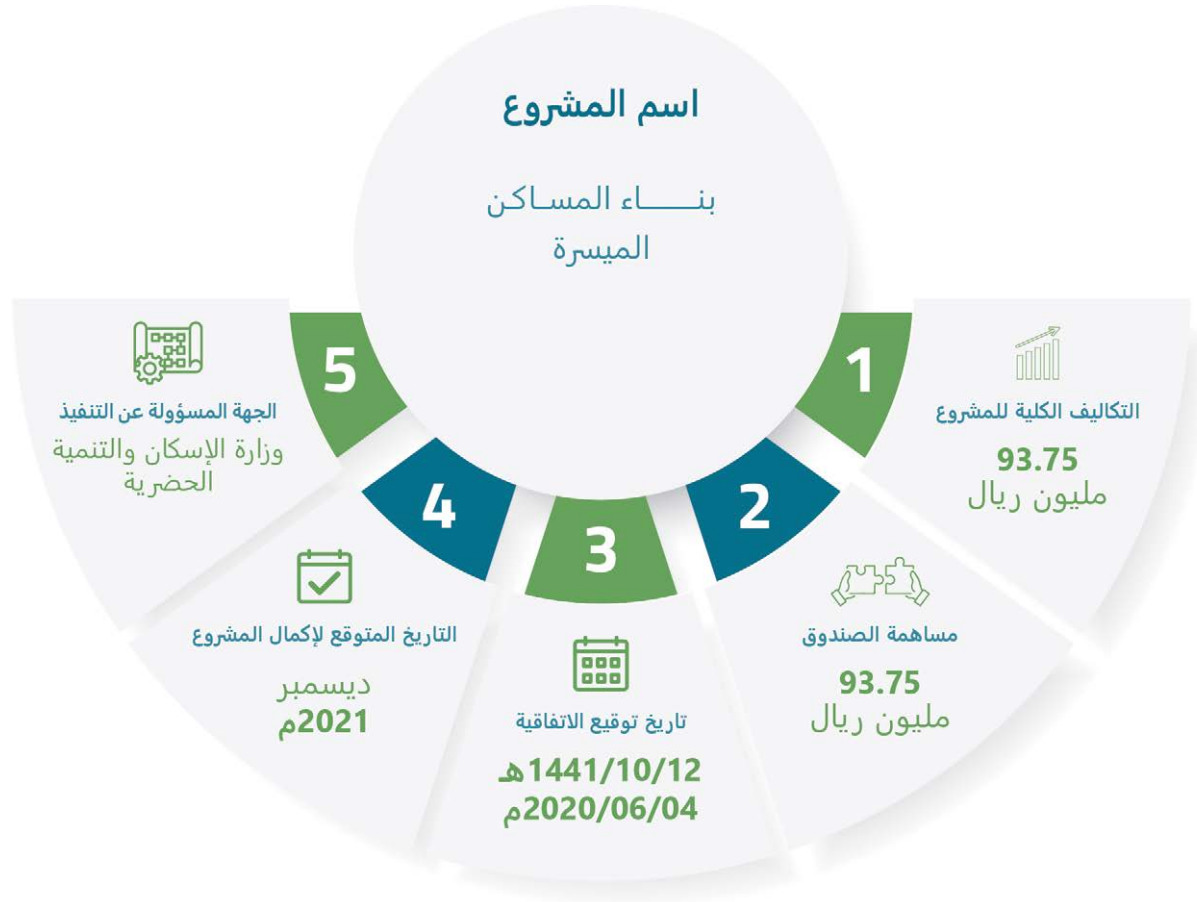 اسم المشروع
بنـــــاء المسـاكـن
الميسرة
1
التكاليف الكلية للمشروع
93.75
مليون ريال
2
مساهمة الصندوق
93.75
مليون ريال
3
تاريخ توقيع الاتفاقية
1441/10/12هـ
2020/06/04م
4
التاريخ المتوقع لإكمال المشروع
ديسمبر
2021م
5
الجهة المسؤولة عن التنفيذ
وزارة الإسكان والتنمية
الحضرية